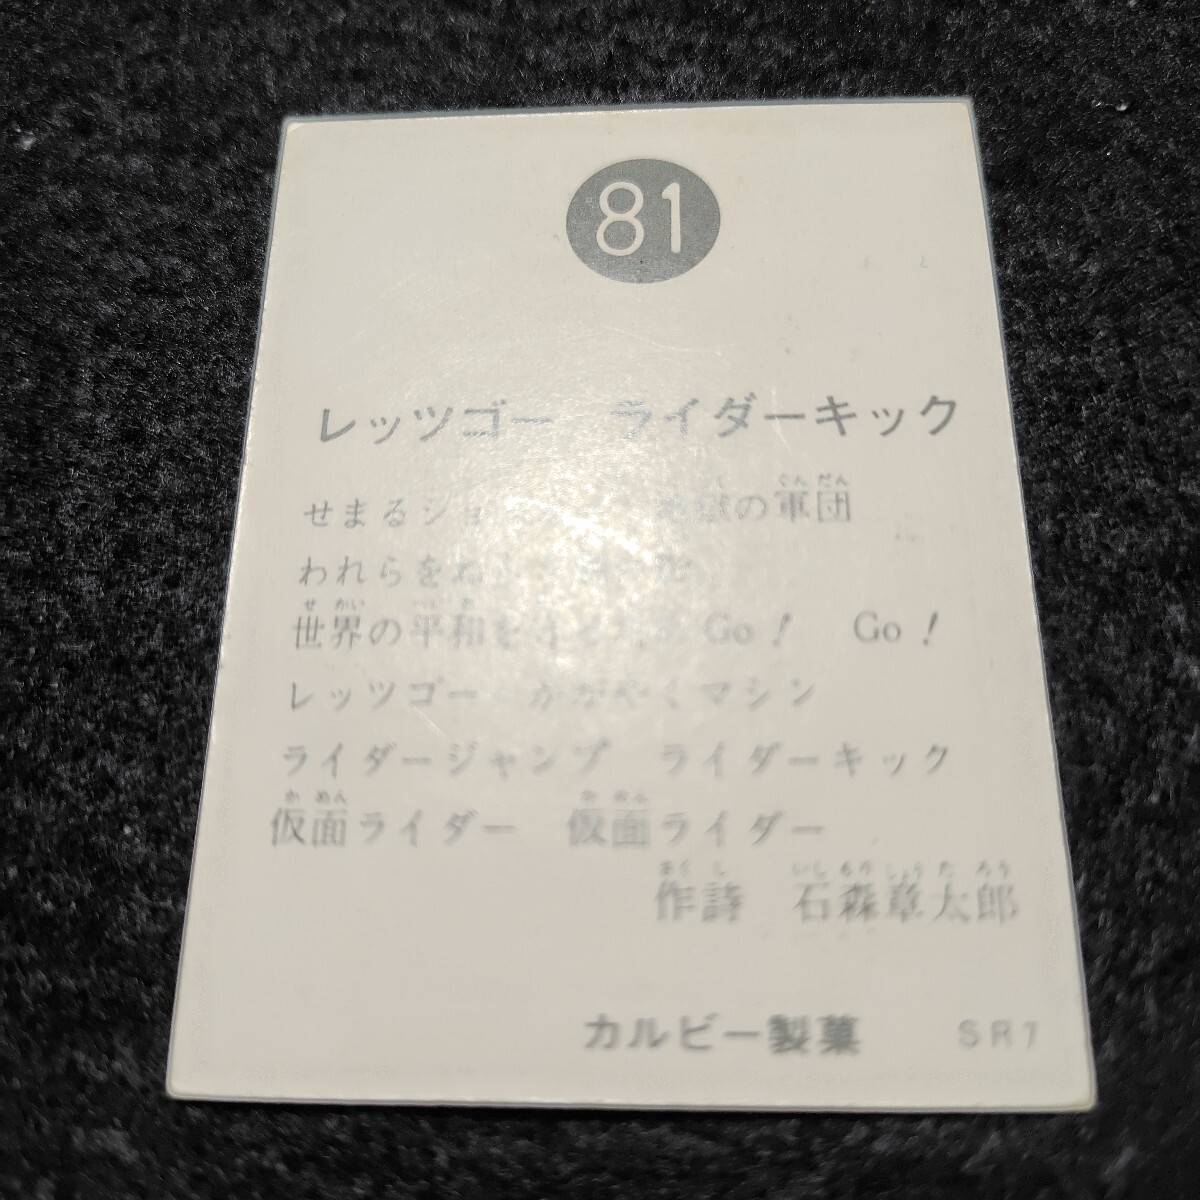 81
レッツゴー　ライダーキック
せまるショ　の軍団
われらをね
世界の平和を　Go！　Go！
レッツゴー　かがやくマシン
ライダージャンプ　ライダーキック
仮面ライダー　仮面ライダー
作詩　石森章太郎
カルビー製菓　SR7